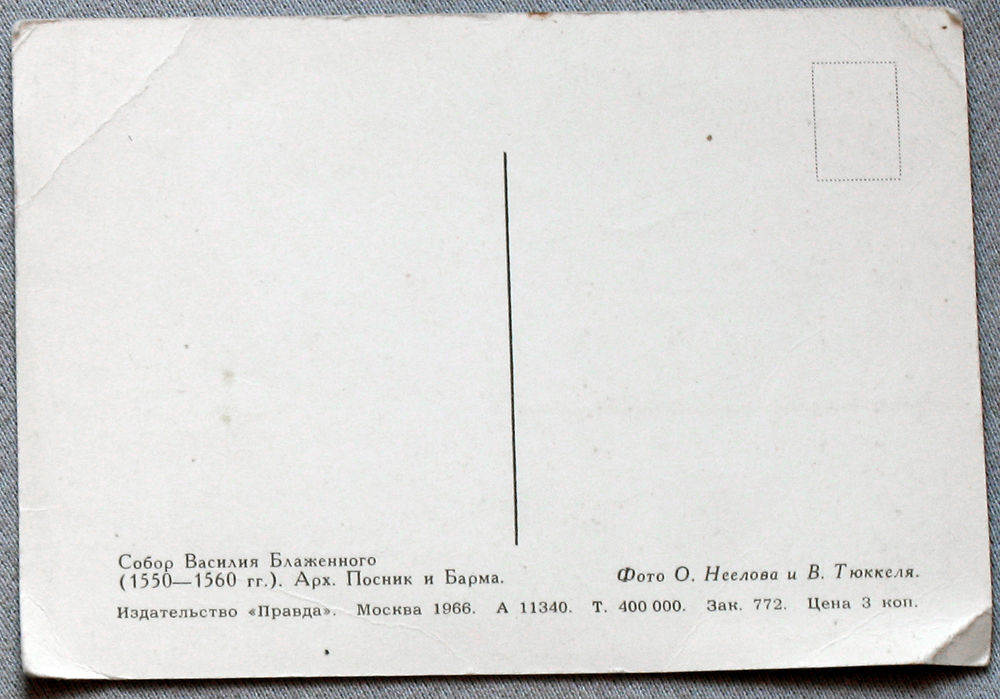 Собор Василия Блаженного
(1550—1560 гг.). Арх. Посник и Барма.
Фото О. Неелова и В. Тюккеля.
Издательство «Правда». Москва 1966. А 11340. Т. 400 000. Зак. 772. Цена 3 коп.